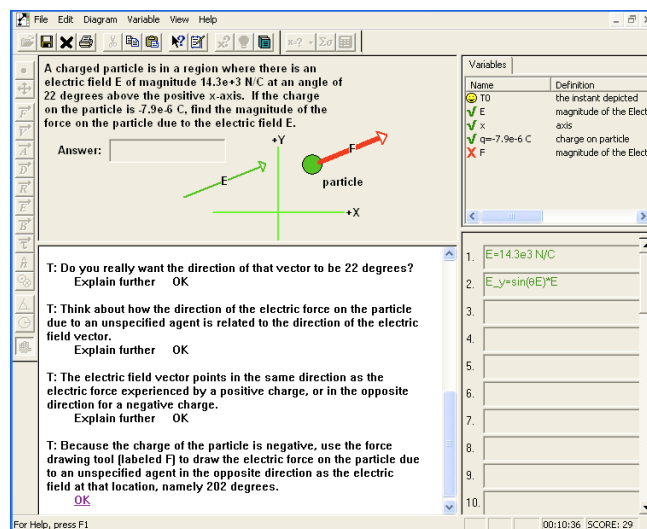 File Edit Diagram Variable View Help
A charged particle is in a region where there is an
electric field E of magnitude 14.3e+3 N/C at an angle of
22 degrees above the positive x-axis. If the charge
on the particle is -7.9e-6 C, find the magnitude of the
force on the particle due to the electric field E.
Answer:
+Y
F
E
particle
+X
Variables
Name Definition
T0 the instant depicted
E magnitude of the Elect
x axis
q=-7.9e-6 C charge on particle
F magnitude of the Elect
T: Do you really want the direction of that vector to be 22 degrees?
Explain further OK
T: Think about how the direction of the electric force on the particle
due to an unspecified agent is related to the direction of the electric
field vector.
Explain further OK
T: The electric field vector points in the same direction as the
electric force experienced by a positive charge, or in the opposite
direction for a negative charge.
Explain further OK
T: Because the charge of the particle is negative, use the force
drawing tool (labeled F) to draw the electric force on the particle due
to an unspecified agent in the opposite direction as the electric
field at that location, namely 202 degrees.
OK
1. E=14.3e3 N/C
2. E_y=sin(θE)*E
3.
4.
5.
6.
7.
8.
9.
10.
For Help, press F1
00:10:36 SCORE: 29